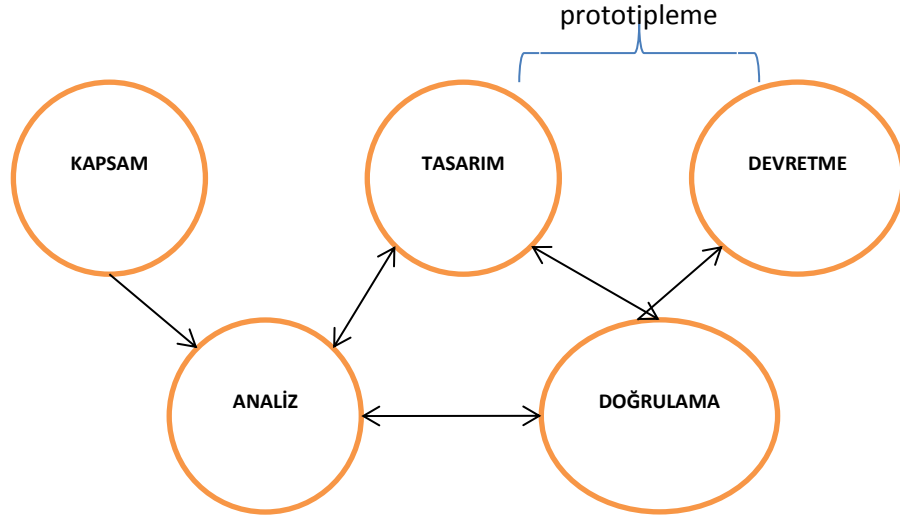 prototipleme
KAPSAM
TASARIM
DEVRETME
ANALİZ
DOĞRULAMA